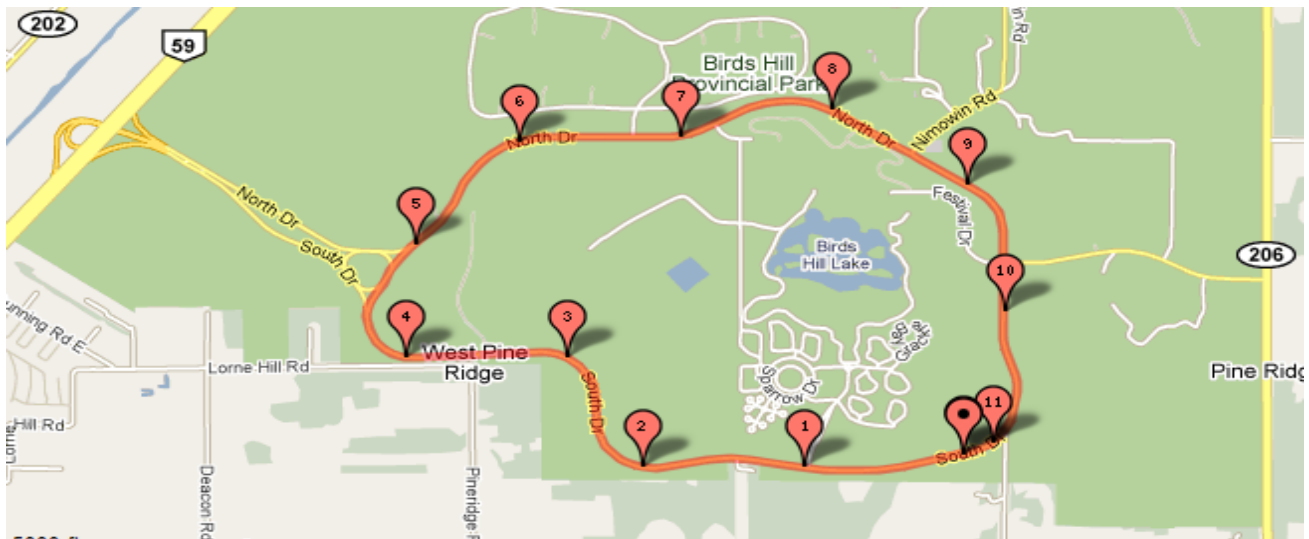 202
59
Birds Hill
Provincial Park
8
7
6
North Dr
North Dr
Nimowin Rd
9
Festival Dr
5
North Dr
South Dr
Birds
Hill Lake
206
10
4
3
West Pine
Ridge
Lorne Hill Rd
South Dr
Sparrow Dr
Pine Ridg
2
1
11
South Dr
Hill Rd
Lorne
Deacon Rd
Pineridge R